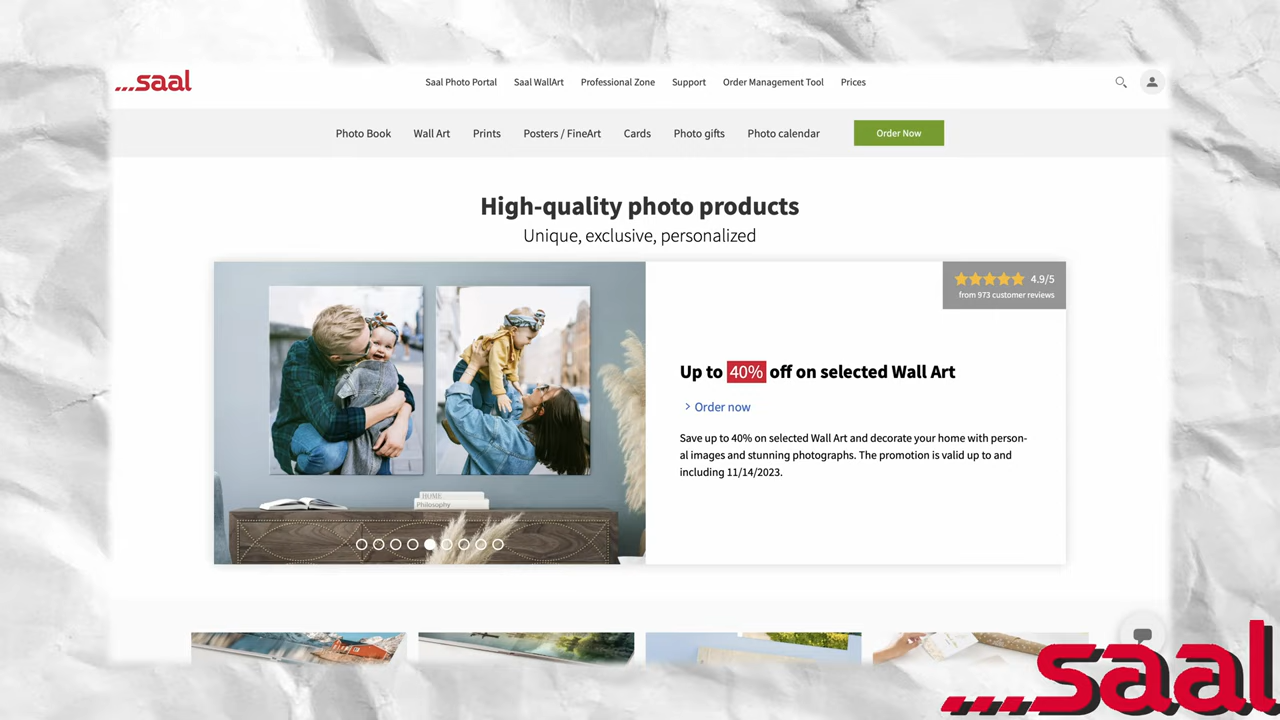 ...saal
Saal Photo Portal Saal WallArt Professional Zone Support Order Management Tool Prices
Photo Book Wall Art Prints Posters / FineArt Cards Photo gifts Photo calendar Order Now
High-quality photo products
Unique, exclusive, personalized
4.9/5
from 973 customer reviews
Up to 40% off on selected Wall Art
> Order now
Save up to 40% on selected Wall Art and decorate your home with person-
al images and stunning photographs. The promotion is valid up to and
including 11/14/2023.
HOME
Philosophy
...saal